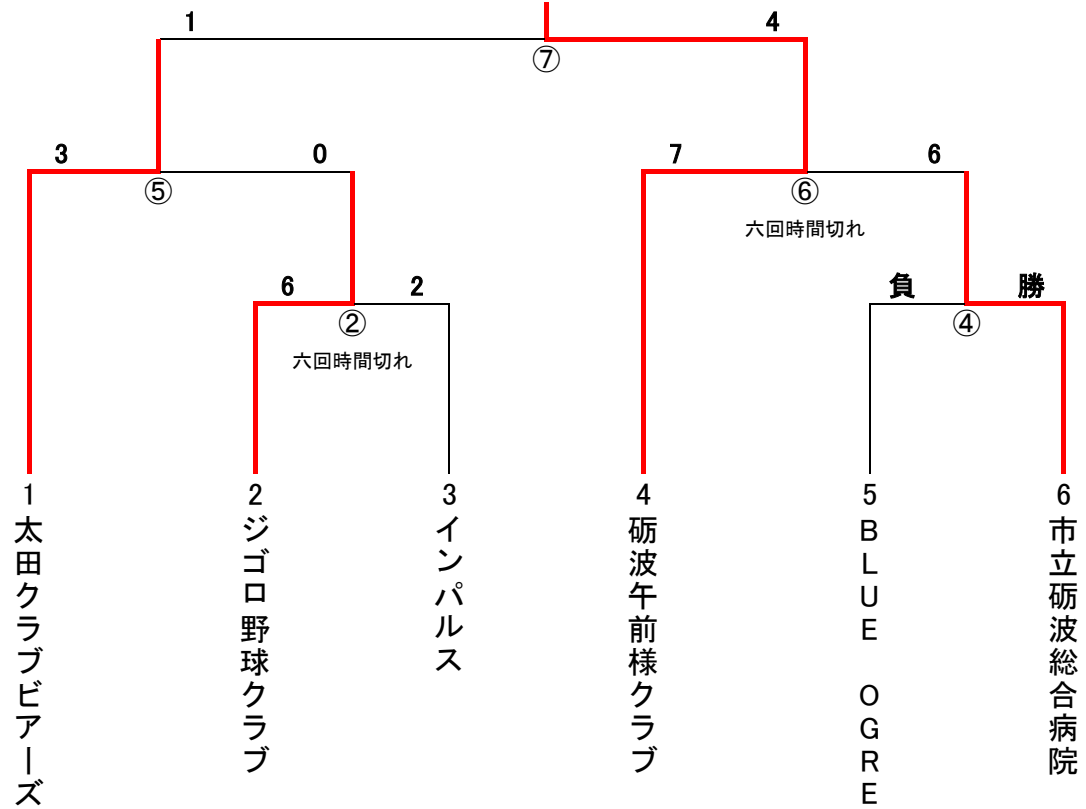 1 4
⑦
3 0 7 6
⑤ ⑥
六回時間切れ
6 2 負 勝
② ④
六回時間切れ
1 2 3 4 5 6
太田クラブビアーズ
ジゴロ野球クラブ
インパルス
砺波午前様クラブ
BLUE OGRE
市立砺波総合病院